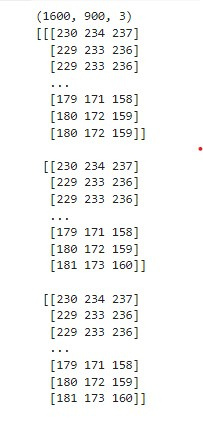 (1600, 900, 3)
[[[230 234 237]
[229 233 236]
[229 233 236]
...
[179 171 158]
[180 172 159]
[180 172 159]]
[[230 234 237]
[229 233 236]
[229 233 236]
...
[179 171 158]
[180 172 159]
[181 173 160]]
[[230 234 237]
[229 233 236]
[229 233 236]
...
[179 171 158]
[180 172 159]
[181 173 160]]